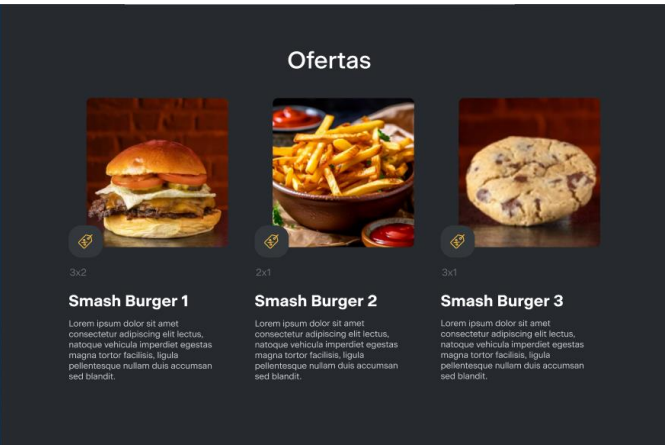 Ofertas
3x2
Smash Burger 1
Lorem ipsum dolor sit amet
consectetur adipiscing elit lectus,
natoque vehicula imperdiet egestas
magna tortor facilisis, ligula
pellentesque nullam duis accumsan
sed blandit.
2x1
Smash Burger 2
Lorem ipsum dolor sit amet
consectetur adipiscing elit lectus,
natoque vehicula imperdiet egestas
magna tortor facilisis, ligula
pellentesque nullam duis accumsan
sed blandit.
3x1
Smash Burger 3
Lorem ipsum dolor sit amet
consectetur adipiscing elit lectus,
natoque vehicula imperdiet egestas
magna tortor facilisis, ligula
pellentesque nullam duis accumsan
sed blandit.